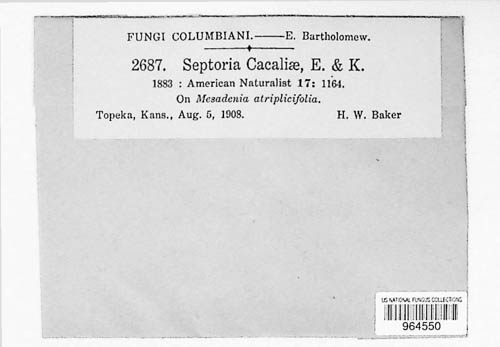 FUNGI COLUMBIANI.——E. Bartholomew.
2687. Septoria Cacaliæ, E. & K.
1883 : American Naturalist 17: 1164.
On Mesadenia atriplicifolia.
Topeka, Kans., Aug. 5, 1908. H. W. Baker
US NATIONAL FUNGUS COLLECTIONS
964550